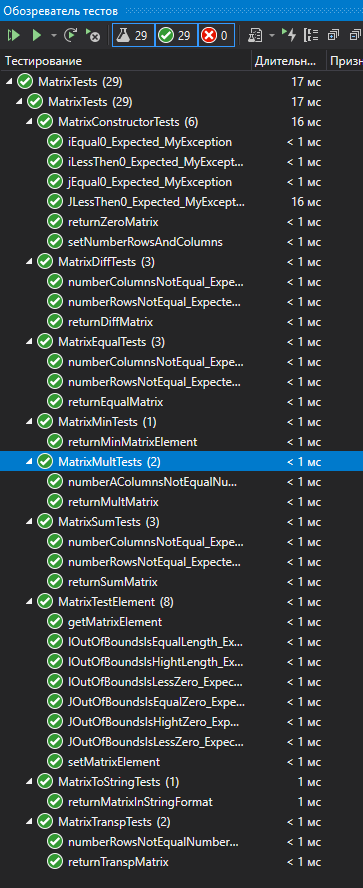 Обозреватель тестов
29 29 0
Тестирование Длительн... Призн
MatrixTests (29) 17 мс
MatrixTests (29) 17 мс
MatrixConstructorTests (6) 16 мс
iEqual0_Expected_MyException < 1 мс
iLessThen0_Expected_MyExcept... < 1 мс
jEqual0_Expected_MyException < 1 мс
JLessThen0_Expected_MyExcept... 16 мс
returnZeroMatrix < 1 мс
setNumberRowsAndColumns < 1 мс
MatrixDiffTests (3) < 1 мс
numberColumnsNotEqual_Expe... < 1 мс
numberRowsNotEqual_Expecte... < 1 мс
returnDiffMatrix < 1 мс
MatrixEqualTests (3) < 1 мс
numberColumnsNotEqual_Expe... < 1 мс
numberRowsNotEqual_Expecte... < 1 мс
returnEqualMatrix < 1 мс
MatrixMinTests (1) < 1 мс
returnMinMatrixElement < 1 мс
MatrixMultTests (2) < 1 мс
numberAColumnsNotEqualNu... < 1 мс
returnMultMatrix < 1 мс
MatrixSumTests (3) < 1 мс
numberColumnsNotEqual_Expe... < 1 мс
numberRowsNotEqual_Expecte... < 1 мс
returnSumMatrix < 1 мс
MatrixTestElement (8) < 1 мс
getMatrixElement < 1 мс
IOutOfBoundsIsEqualLength_Ex... < 1 мс
IOutOfBoundsIsHightLength_Ex... < 1 мс
IOutOfBoundsIsLessZero_Expec... < 1 мс
JOutOfBoundsIsEqualZero_Expe... < 1 мс
JOutOfBoundsIsHightZero_Expe... < 1 мс
JOutOfBoundsIsLessZero_Expec... < 1 мс
setMatrixElement < 1 мс
MatrixToStringTests (1) 1 мс
returnMatrixInStringFormat 1 мс
MatrixTranspTests (2) < 1 мс
numberRowsNotEqualNumber... < 1 мс
returnTranspMatrix < 1 мс